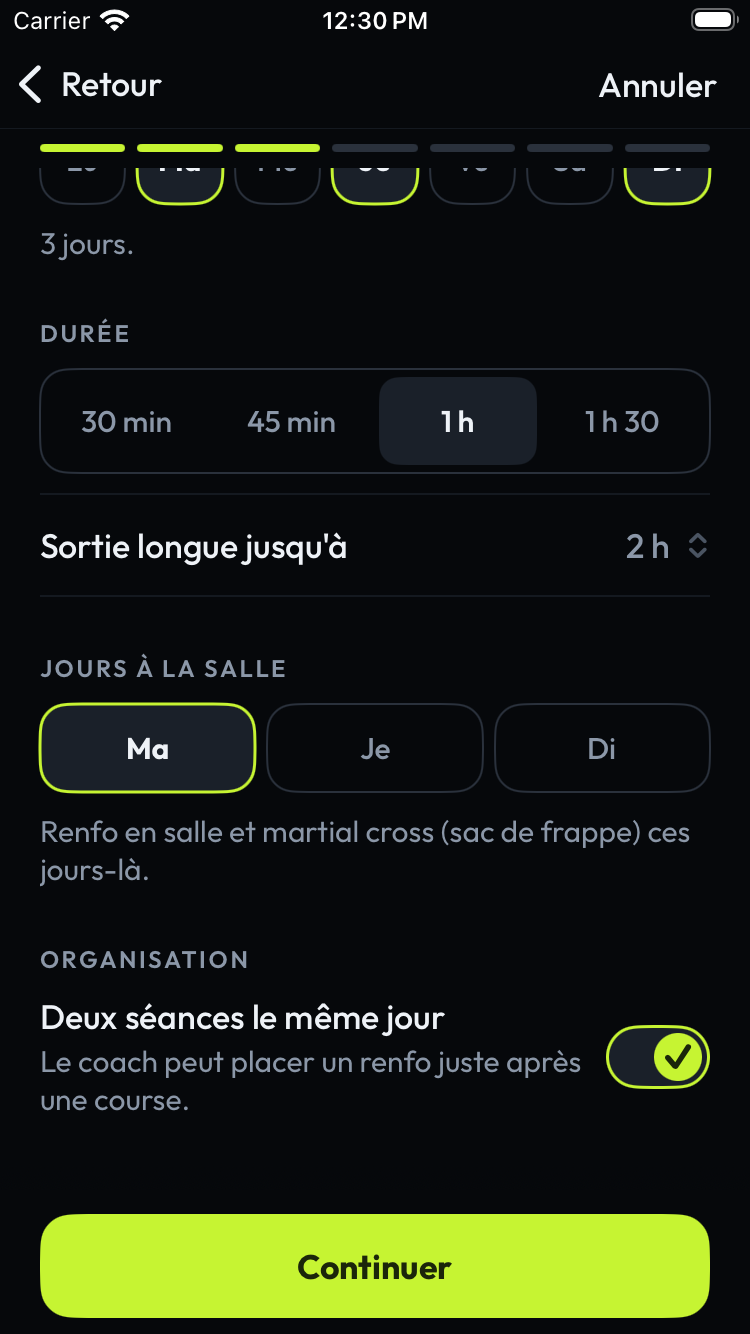 Carrier 12:30 PM
Retour Annuler
3 jours.
DURÉE
30 min 45 min 1 h 1 h 30
Sortie longue jusqu'à 2 h
JOURS À LA SALLE
Ma Je Di
Renfo en salle et martial cross (sac de frappe) ces
jours-là.
ORGANISATION
Deux séances le même jour
Le coach peut placer un renfo juste après
une course.
Continuer